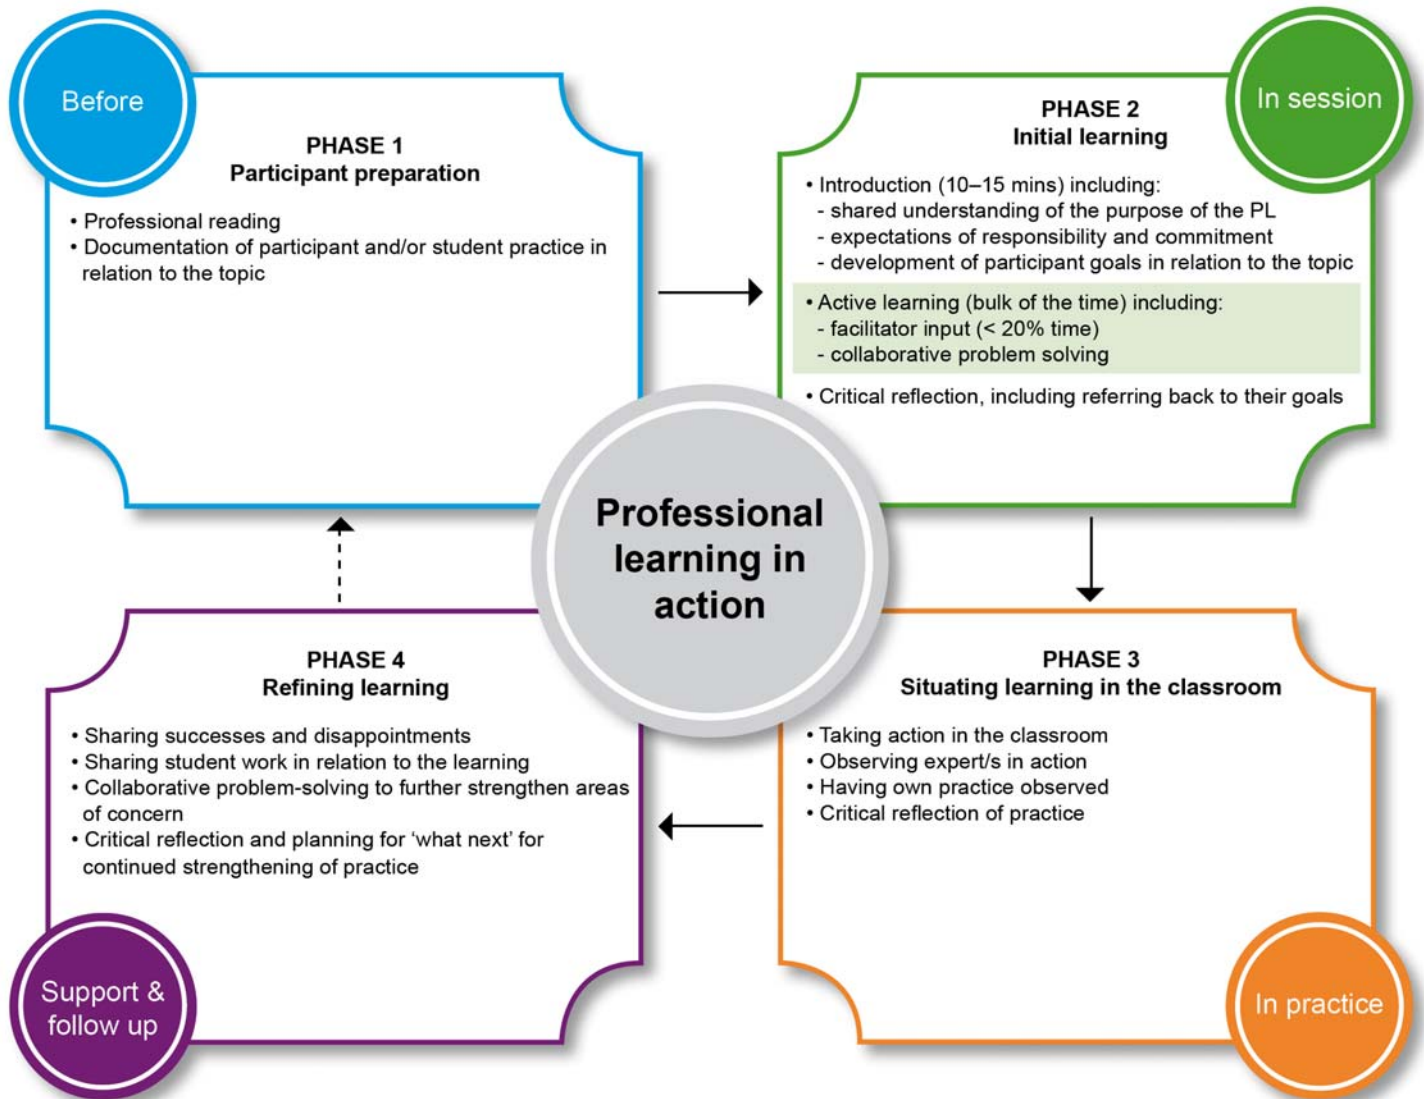 Before
PHASE 1
Participant preparation
• Professional reading
• Documentation of participant and/or student practice in
relation to the topic
In session
PHASE 2
Initial learning
• Introduction (10–15 mins) including:
- shared understanding of the purpose of the PL
- expectations of responsibility and commitment
- development of participant goals in relation to the topic
• Active learning (bulk of the time) including:
- facilitator input (< 20% time)
- collaborative problem solving
• Critical reflection, including referring back to their goals
Professional
learning in
action
PHASE 3
Situating learning in the classroom
• Taking action in the classroom
• Observing expert/s in action
• Having own practice observed
• Critical reflection of practice
In practice
PHASE 4
Refining learning
• Sharing successes and disappointments
• Sharing student work in relation to the learning
• Collaborative problem-solving to further strengthen areas
of concern
• Critical reflection and planning for ‘what next’ for
continued strengthening of practice
Support &
follow up